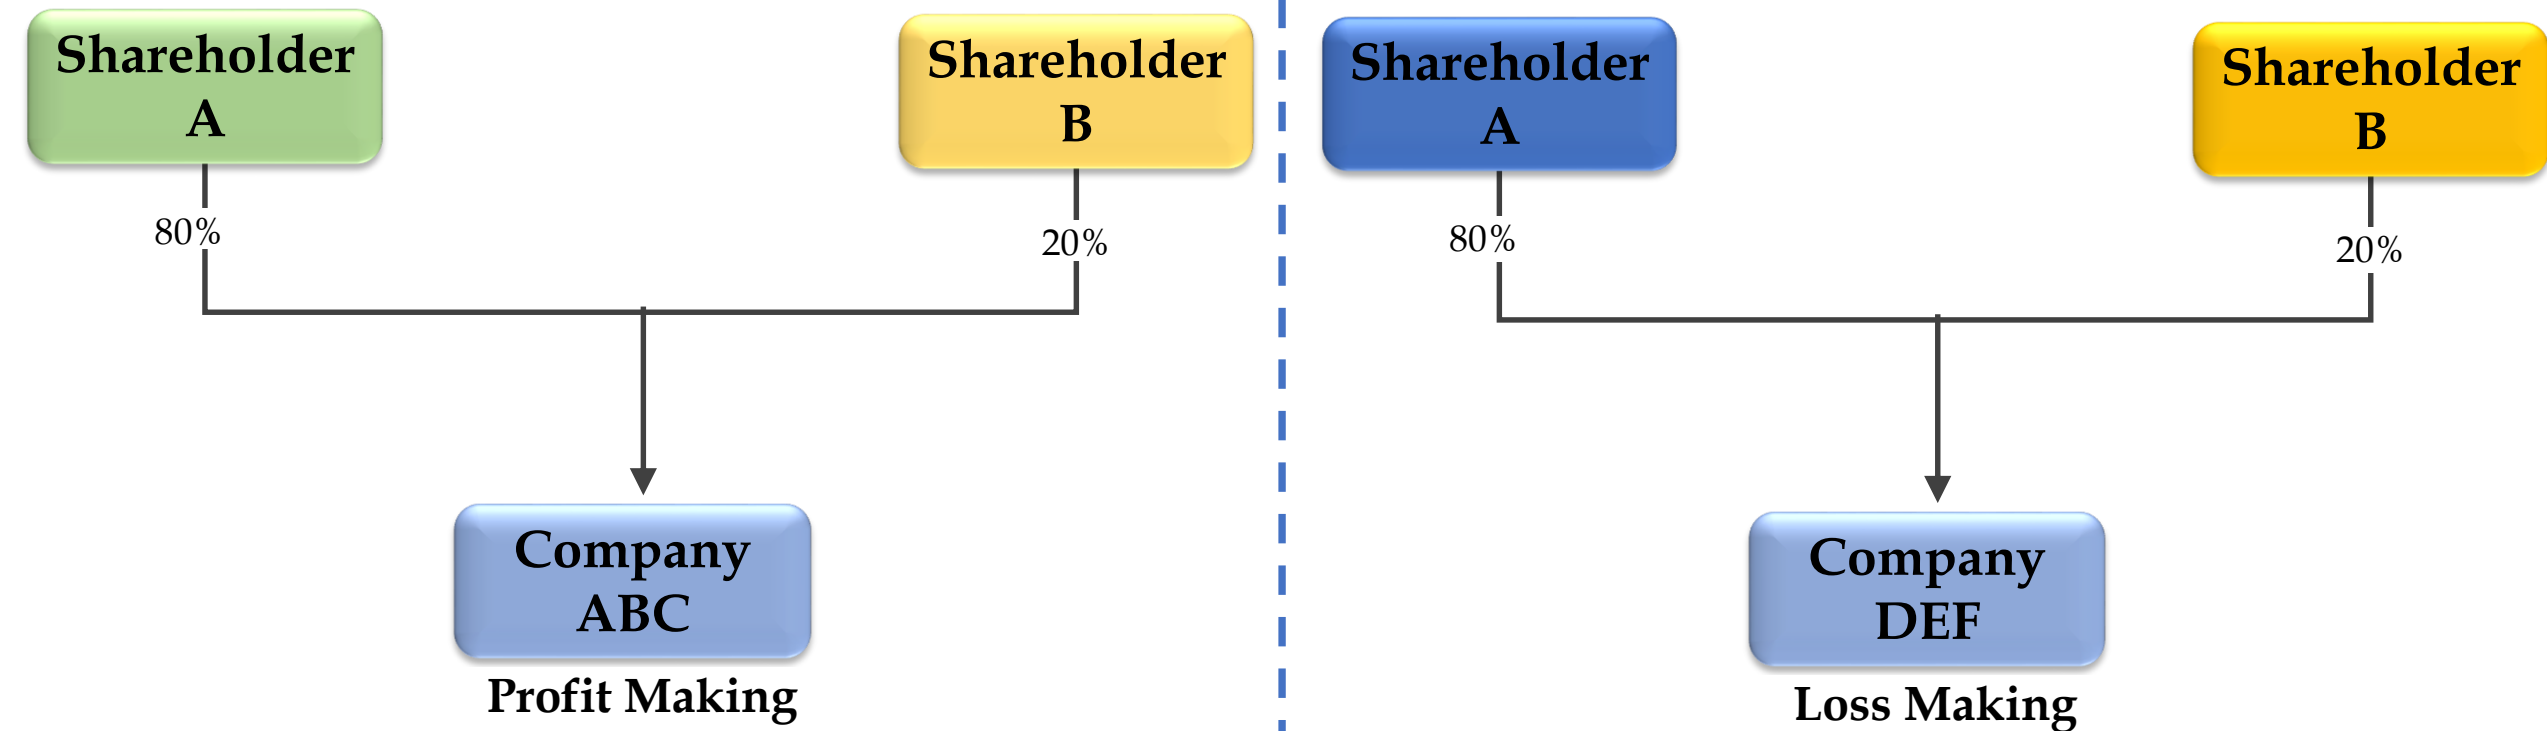 Shareholder
A
80%
Shareholder
B
20%
Company
ABC
Profit Making
Shareholder
A
80%
Shareholder
B
20%
Company
DEF
Loss Making